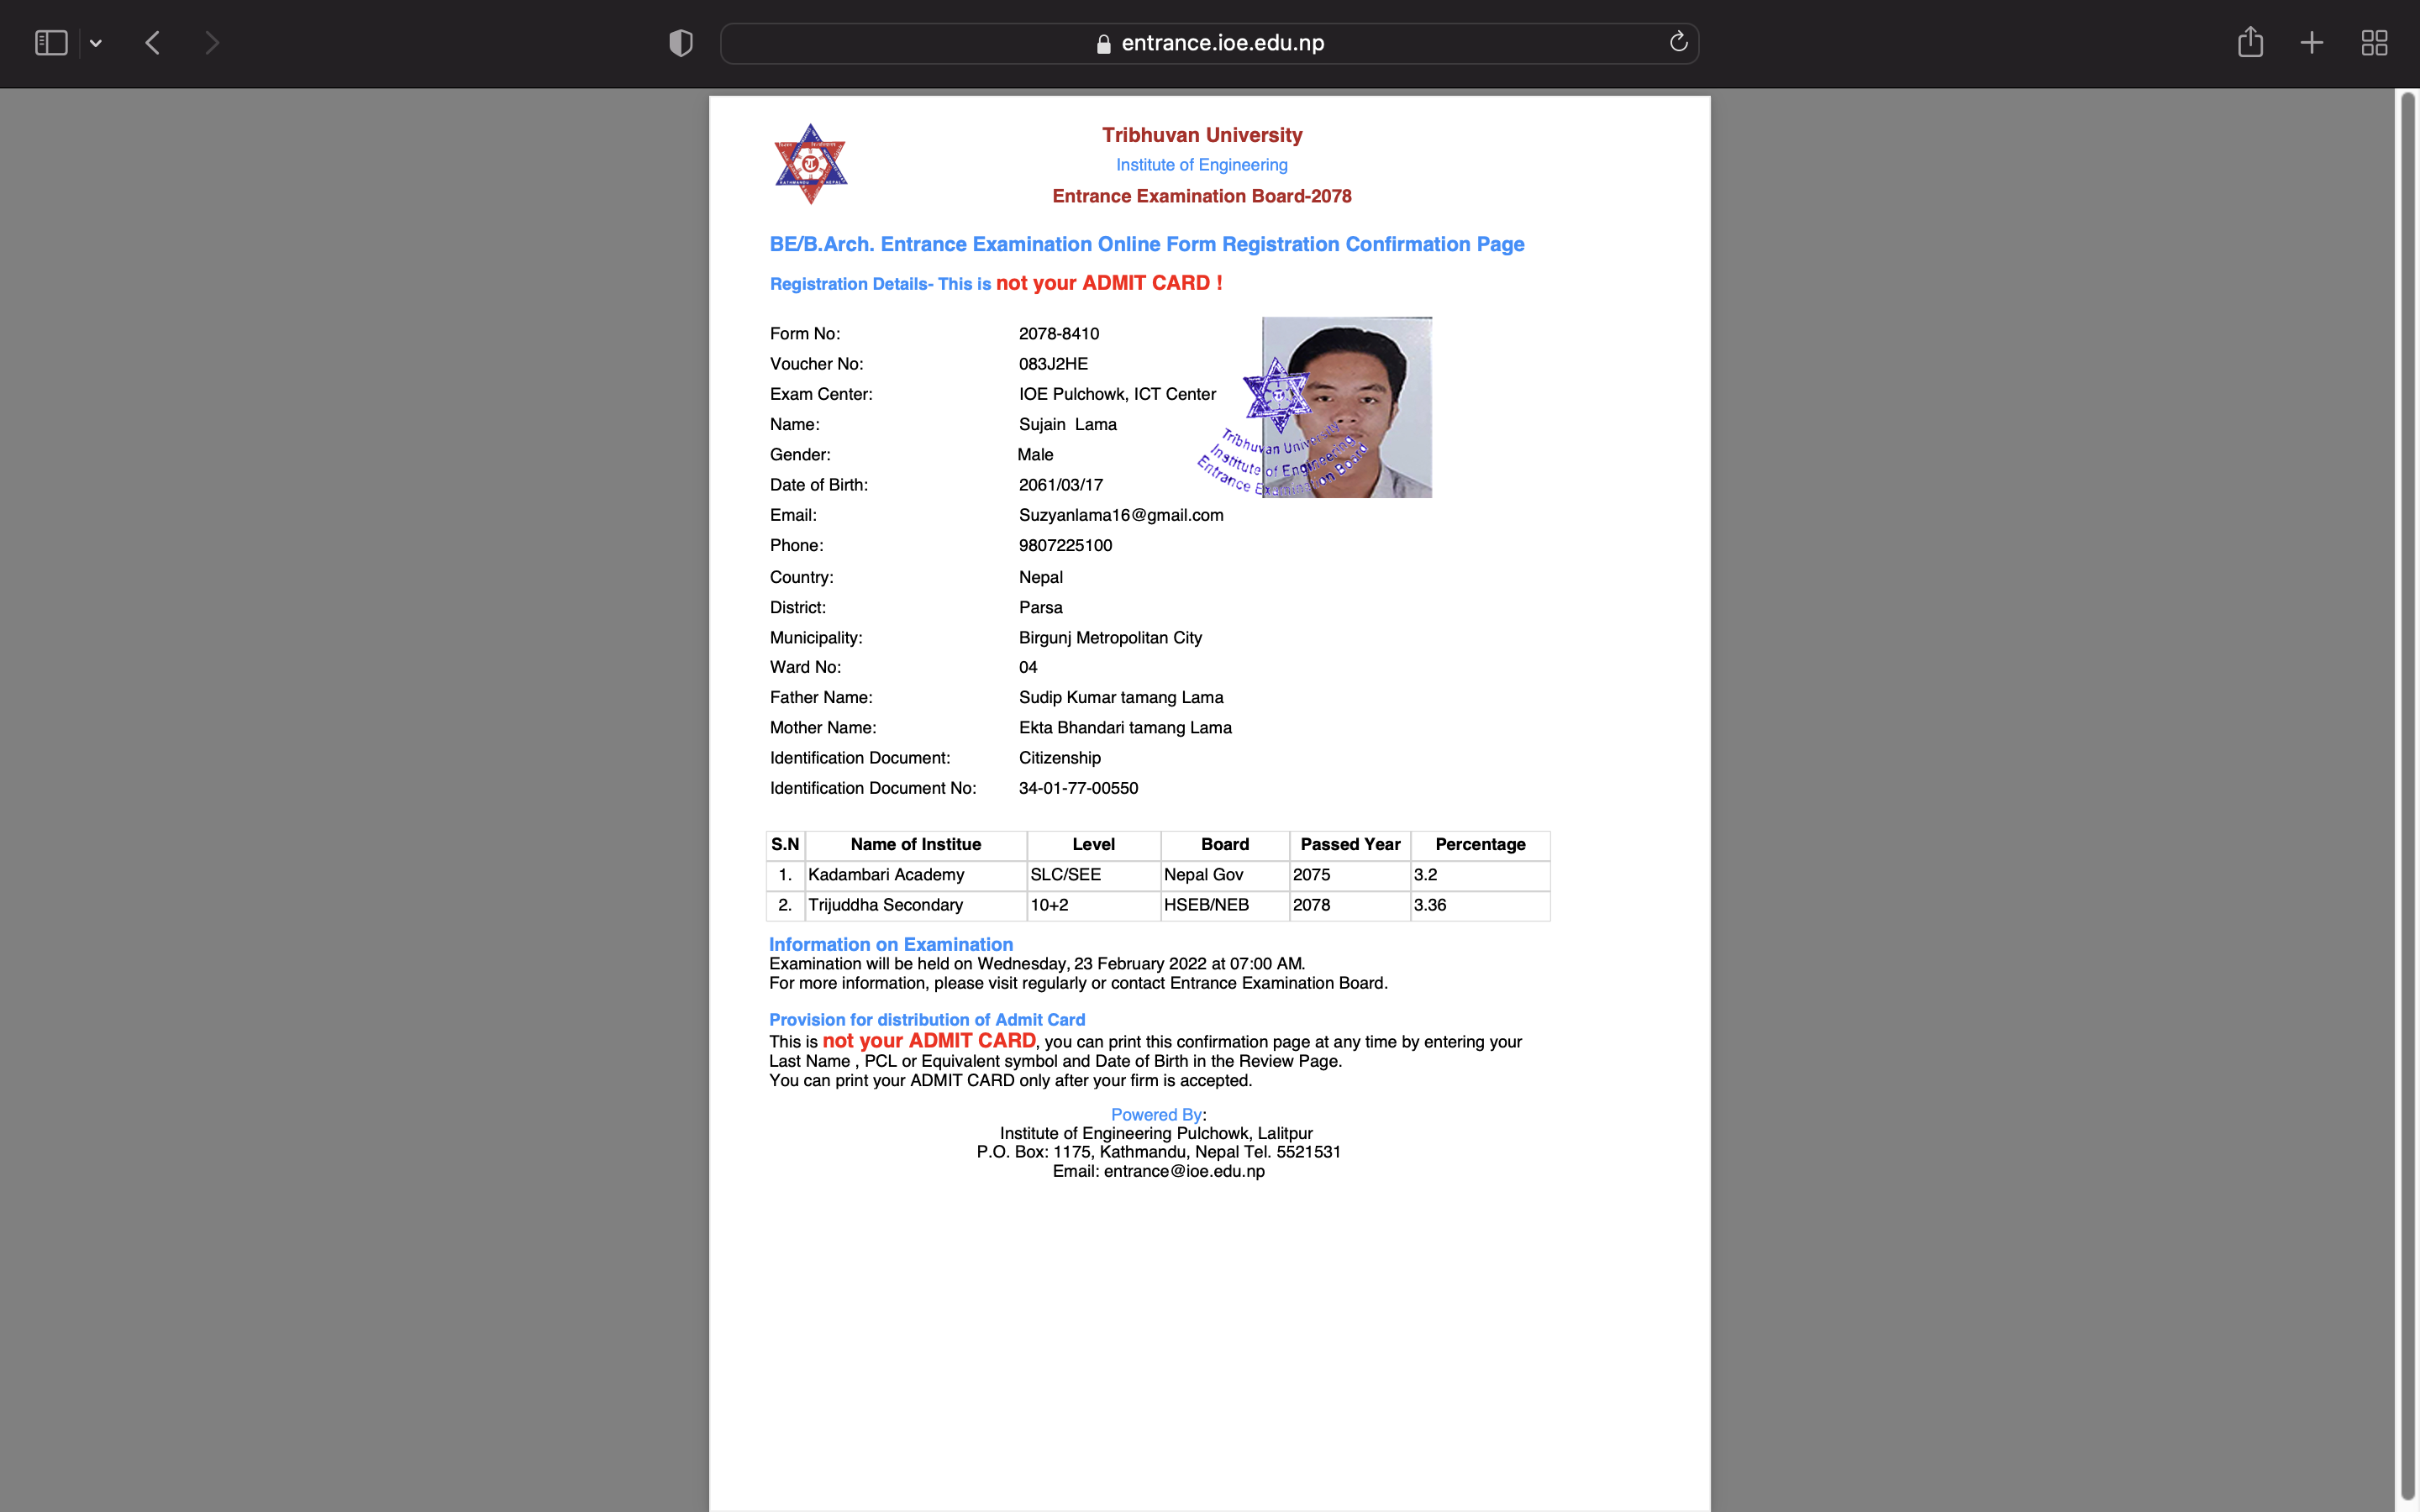 entrance.ioe.edu.np
Tribhuvan University
Institute of Engineering
Entrance Examination Board-2078
BE/B.Arch. Entrance Examination Online Form Registration Confirmation Page
Registration Details- This is not your ADMIT CARD !
Form No: 2078-8410
Voucher No: 083J2HE
Exam Center: IOE Pulchowk, ICT Center
Name: Sujain Lama
Gender: Male
Date of Birth: 2061/03/17
Email: Suzyanlama16@gmail.com
Phone: 9807225100
Country: Nepal
District: Parsa
Municipality: Birgunj Metropolitan City
Ward No: 04
Father Name: Sudip Kumar tamang Lama
Mother Name: Ekta Bhandari tamang Lama
Identification Document: Citizenship
Identification Document No: 34-01-77-00550
Tribhuvan University
Institute of Engineering
Entrance Examination Board
S.N Name of Institue Level Board Passed Year Percentage
1. Kadambari Academy SLC/SEE Nepal Gov 2075 3.2
2. Trijuddha Secondary 10+2 HSEB/NEB 2078 3.36
Information on Examination
Examination will be held on Wednesday, 23 February 2022 at 07:00 AM.
For more information, please visit regularly or contact Entrance Examination Board.
Provision for distribution of Admit Card
This is not your ADMIT CARD, you can print this confirmation page at any time by entering your
Last Name , PCL or Equivalent symbol and Date of Birth in the Review Page.
You can print your ADMIT CARD only after your firm is accepted.
Powered By:
Institute of Engineering Pulchowk, Lalitpur
P.O. Box: 1175, Kathmandu, Nepal Tel. 5521531
Email: entrance@ioe.edu.np